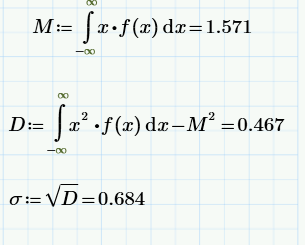 M := ∫_{-∞}^{∞} x • f(x) dx = 1.571
D := ∫_{-∞}^{∞} x² • f(x) dx − M² = 0.467
σ := √D = 0.684